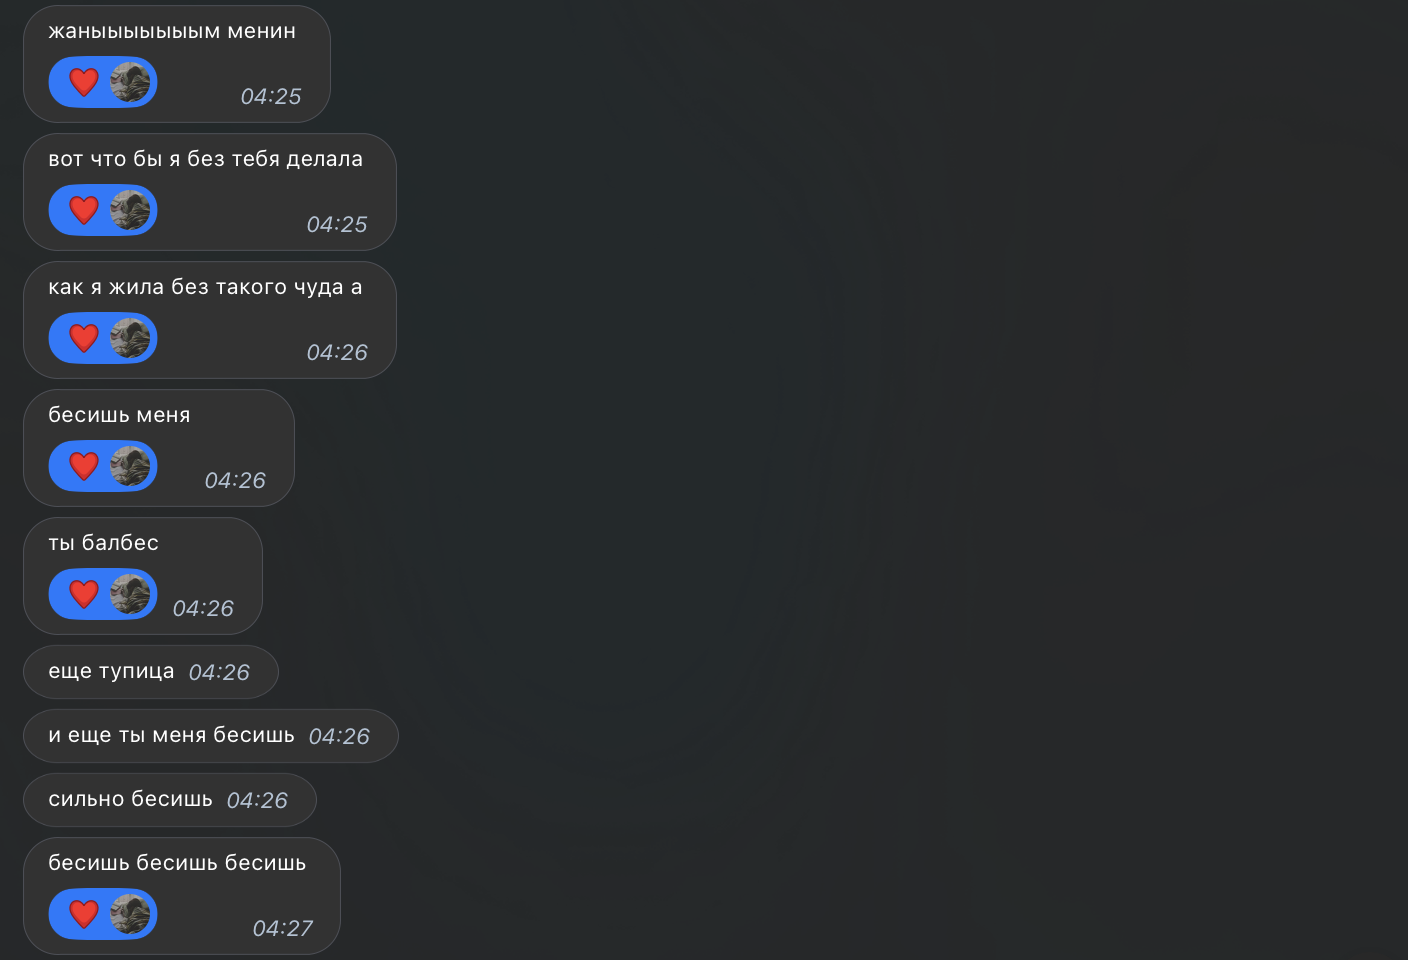 жаныыыыыыым менин
04:25
вот что бы я без тебя делала
04:25
как я жила без такого чуда а
04:26
бесишь меня
04:26
ты балбес
04:26
еще тупица 04:26
и еще ты меня бесишь 04:26
сильно бесишь 04:26
бесишь бесишь бесишь
04:27